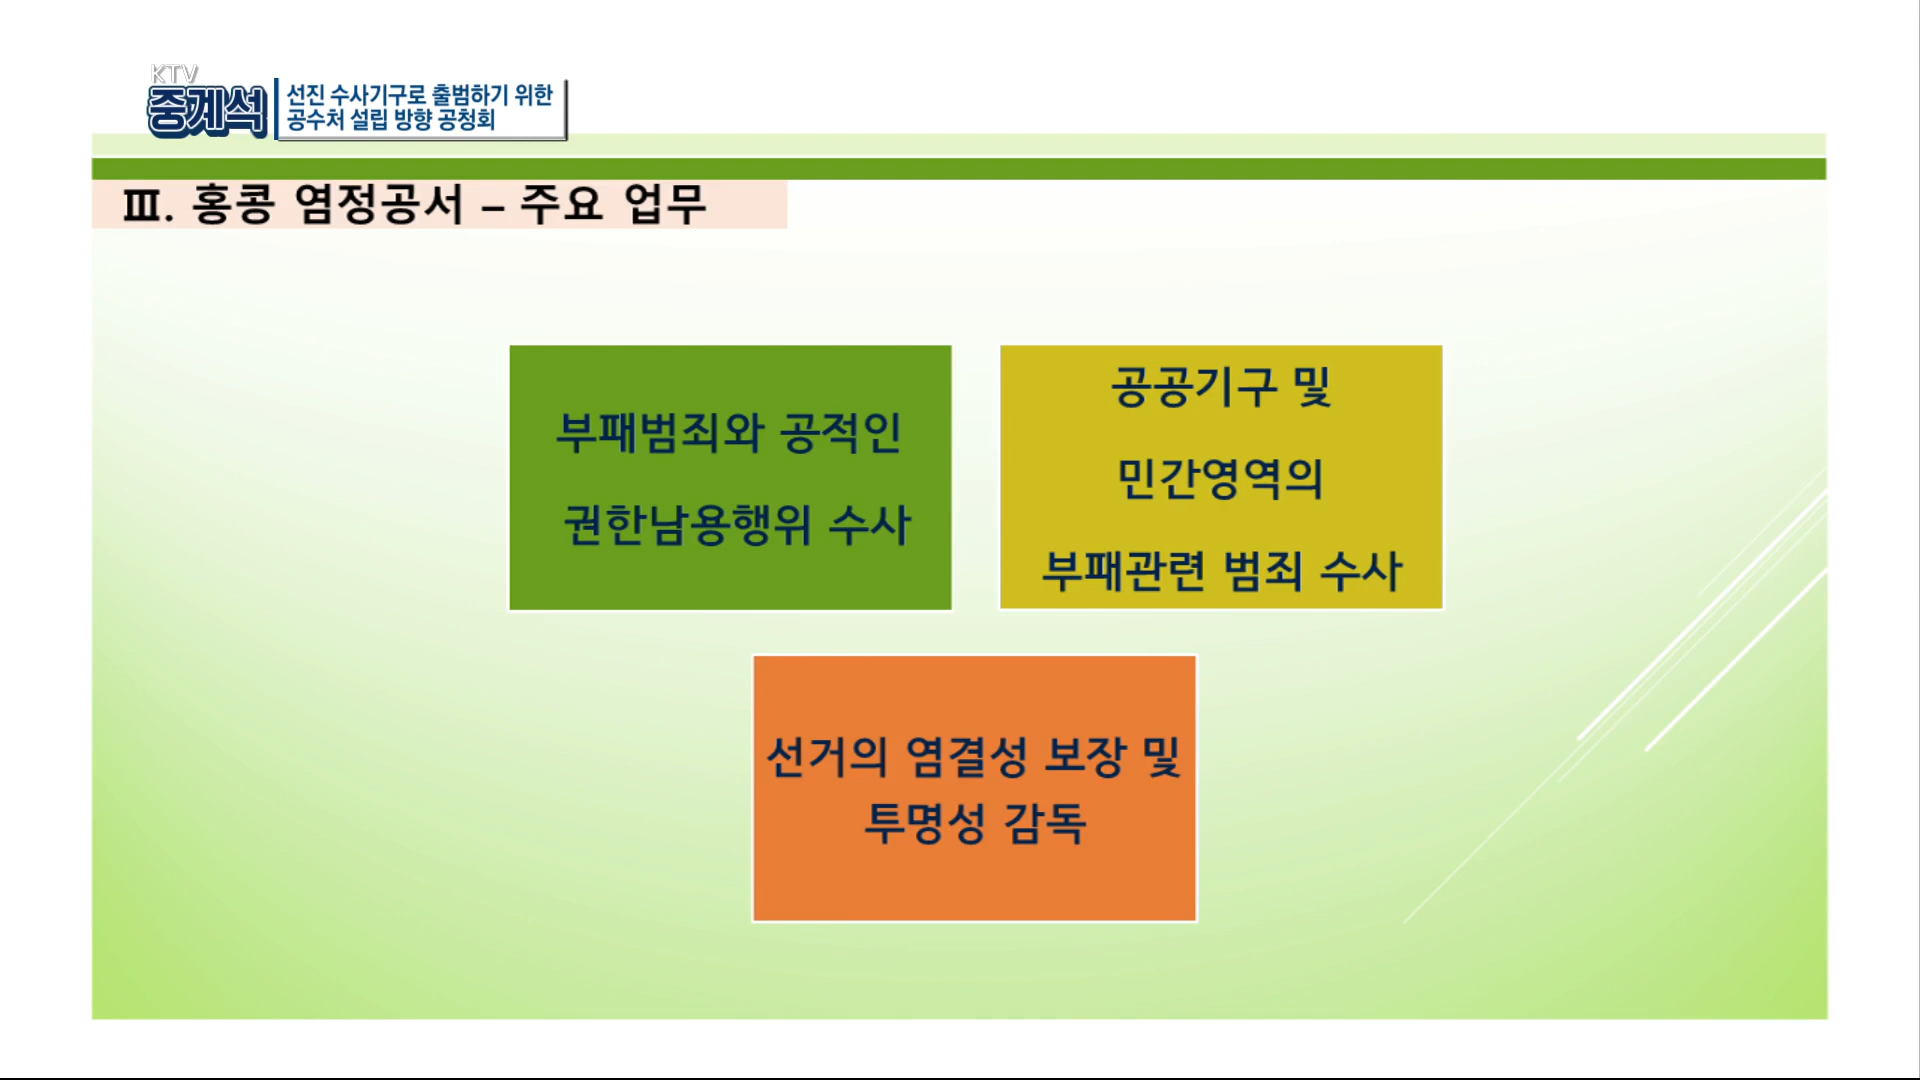 KTV
중계석
선진 수사기구로 출범하기 위한
공수처 설립 방향 공청회
Ⅲ. 홍콩 염정공서 – 주요 업무
부패범죄와 공적인
권한남용행위 수사
공공기구 및
민간영역의
부패관련 범죄 수사
선거의 염결성 보장 및
투명성 감독